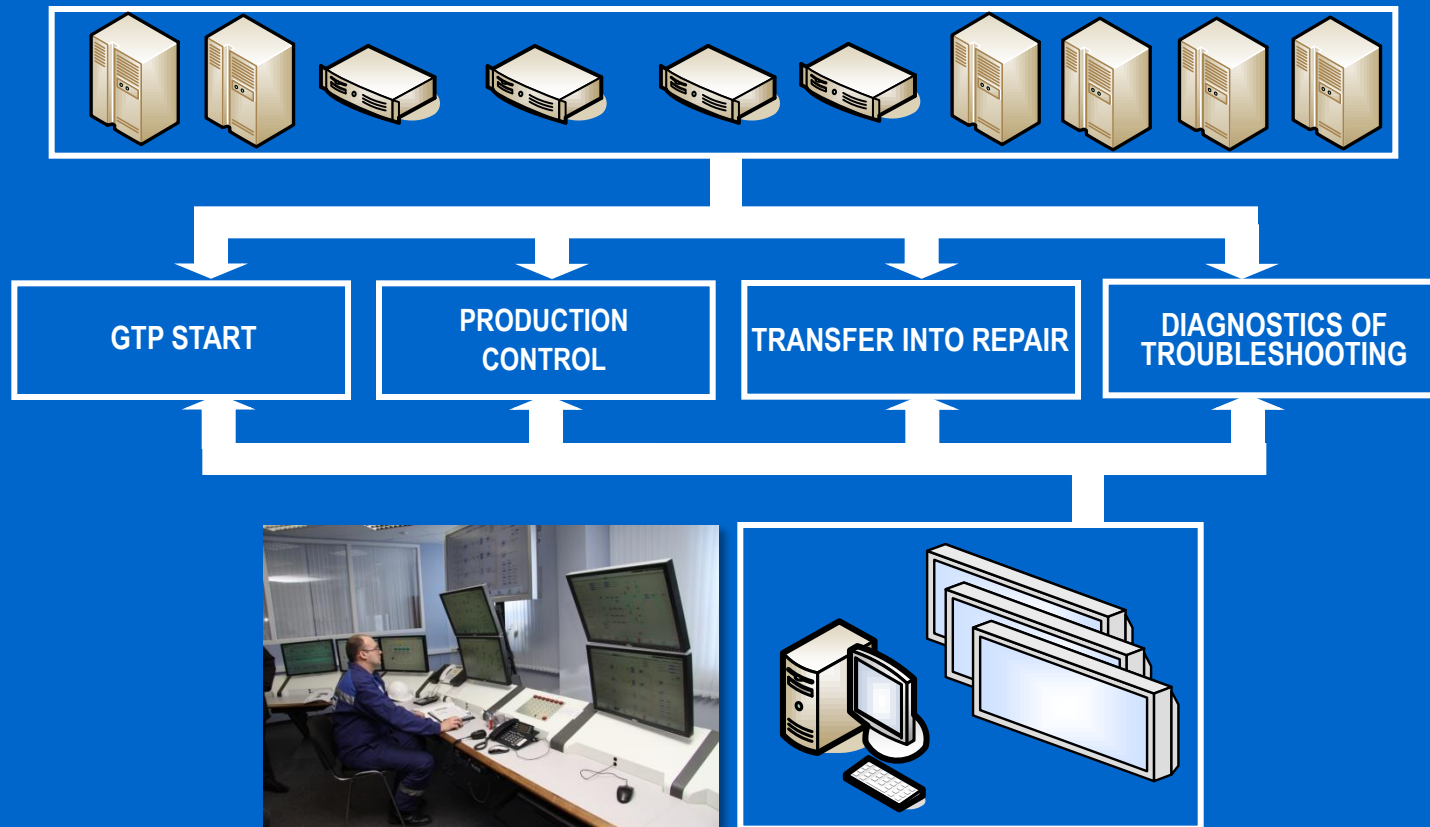 GTP START
PRODUCTION
CONTROL
TRANSFER INTO REPAIR
DIAGNOSTICS OF
TROUBLESHOOTING